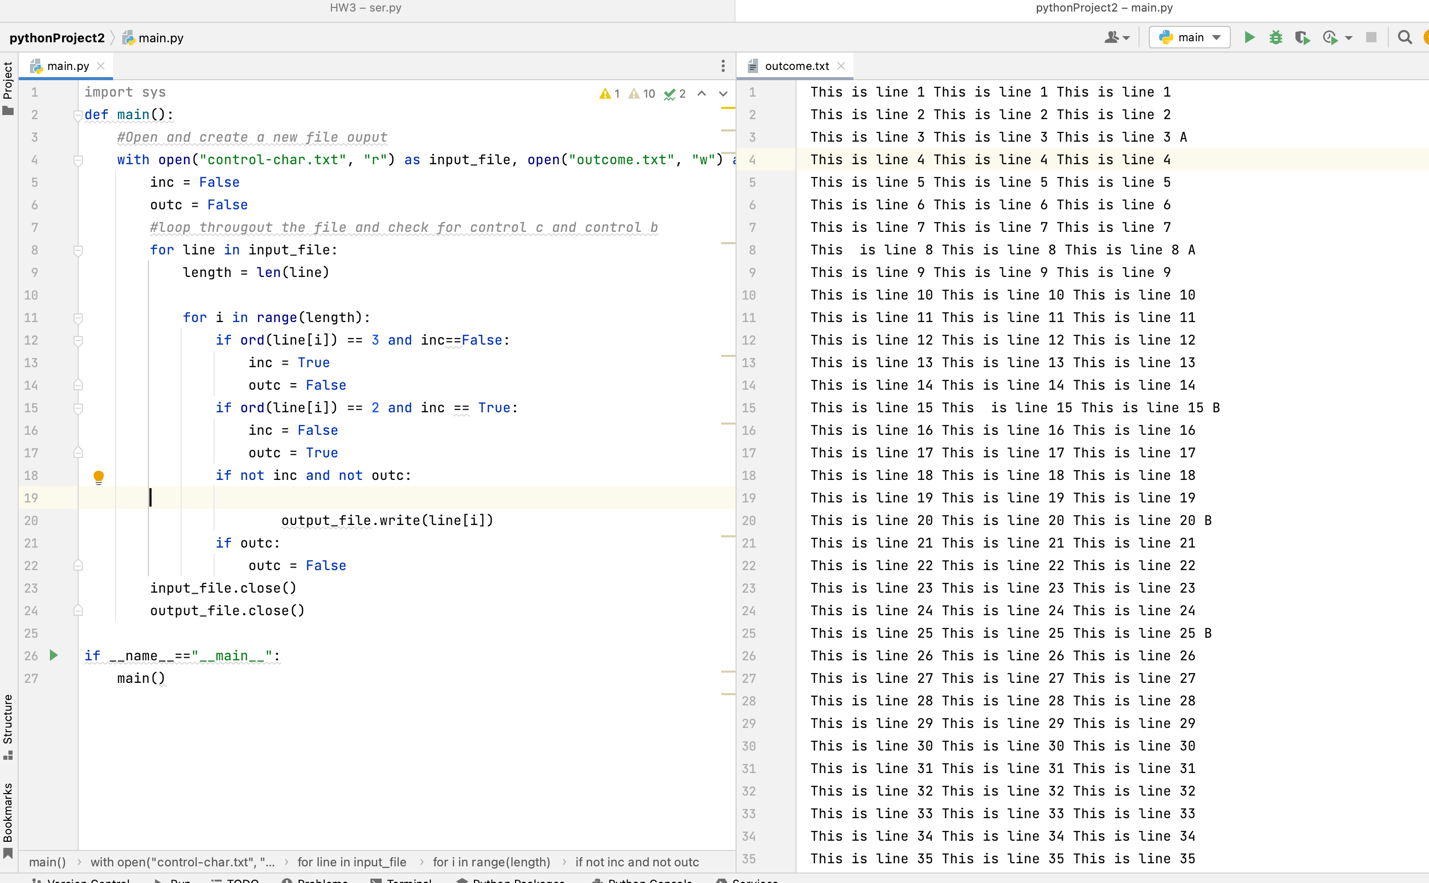 HW3 – ser.py
pythonProject2 – main.py
pythonProject2 main.py
main
Project
main.py
outcome.txt
1 import sys
1 10 2
2 def main():
3 #Open and create a new file ouput
4 with open("control-char.txt", "r") as input_file, open("outcome.txt", "w")
5 inc = False
6 outc = False
7 #loop througout the file and check for control c and control b
8 for line in input_file:
9 length = len(line)
10
11 for i in range(length):
12 if ord(line[i]) == 3 and inc==False:
13 inc = True
14 outc = False
15 if ord(line[i]) == 2 and inc == True:
16 inc = False
17 outc = True
18 if not inc and not outc:
19
20 output_file.write(line[i])
21 if outc:
22 outc = False
23 input_file.close()
24 output_file.close()
25
26 if __name__=="__main__":
27 main()
Structure
Bookmarks
main() › with open("control-char.txt", "... › for line in input_file › for i in range(length) › if not inc and not outc
1 This is line 1 This is line 1 This is line 1
2 This is line 2 This is line 2 This is line 2
3 This is line 3 This is line 3 This is line 3 A
4 This is line 4 This is line 4 This is line 4
5 This is line 5 This is line 5 This is line 5
6 This is line 6 This is line 6 This is line 6
7 This is line 7 This is line 7 This is line 7
8 This  is line 8 This is line 8 This is line 8 A
9 This is line 9 This is line 9 This is line 9
10 This is line 10 This is line 10 This is line 10
11 This is line 11 This is line 11 This is line 11
12 This is line 12 This is line 12 This is line 12
13 This is line 13 This is line 13 This is line 13
14 This is line 14 This is line 14 This is line 14
15 This is line 15 This  is line 15 This is line 15 B
16 This is line 16 This is line 16 This is line 16
17 This is line 17 This is line 17 This is line 17
18 This is line 18 This is line 18 This is line 18
19 This is line 19 This is line 19 This is line 19
20 This is line 20 This is line 20 This is line 20 B
21 This is line 21 This is line 21 This is line 21
22 This is line 22 This is line 22 This is line 22
23 This is line 23 This is line 23 This is line 23
24 This is line 24 This is line 24 This is line 24
25 This is line 25 This is line 25 This is line 25 B
26 This is line 26 This is line 26 This is line 26
27 This is line 27 This is line 27 This is line 27
28 This is line 28 This is line 28 This is line 28
29 This is line 29 This is line 29 This is line 29
30 This is line 30 This is line 30 This is line 30
31 This is line 31 This is line 31 This is line 31
32 This is line 32 This is line 32 This is line 32
33 This is line 33 This is line 33 This is line 33
34 This is line 34 This is line 34 This is line 34
35 This is line 35 This is line 35 This is line 35
Version Control Run TODO Problems Terminal Python Packages Python Console Services